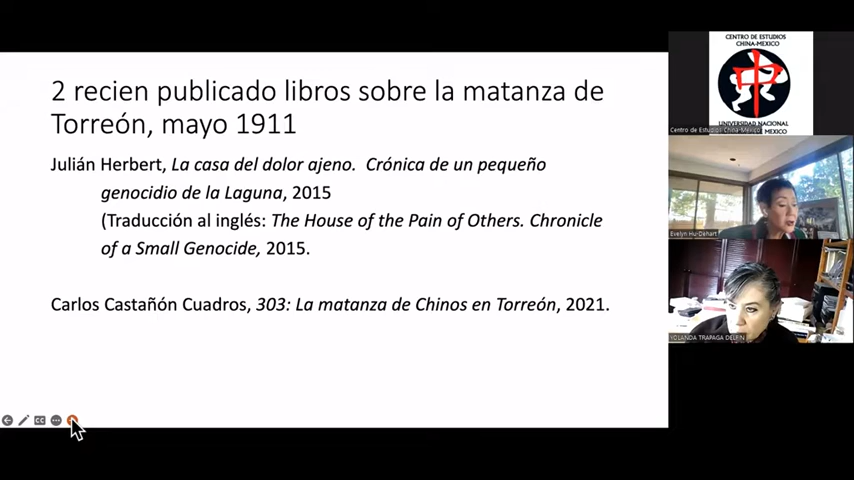 2 recien publicado libros sobre la matanza de
Torreón, mayo 1911
Julián Herbert, La casa del dolor ajeno. Crónica de un pequeño
genocidio de la Laguna, 2015
(Traducción al inglés: The House of the Pain of Others. Chronicle
of a Small Genocide, 2015.
Carlos Castañón Cuadros, 303: La matanza de Chinos en Torreón, 2021.
CENTRO DE ESTUDIOS
CHINA-MEXICO
UNIVERSIDAD NACIONAL
MEXICO
Centro de Estudios China-Mexico
Evelyn Hu-Dehart
YOLANDA TRAPAGA DELFIN
CC